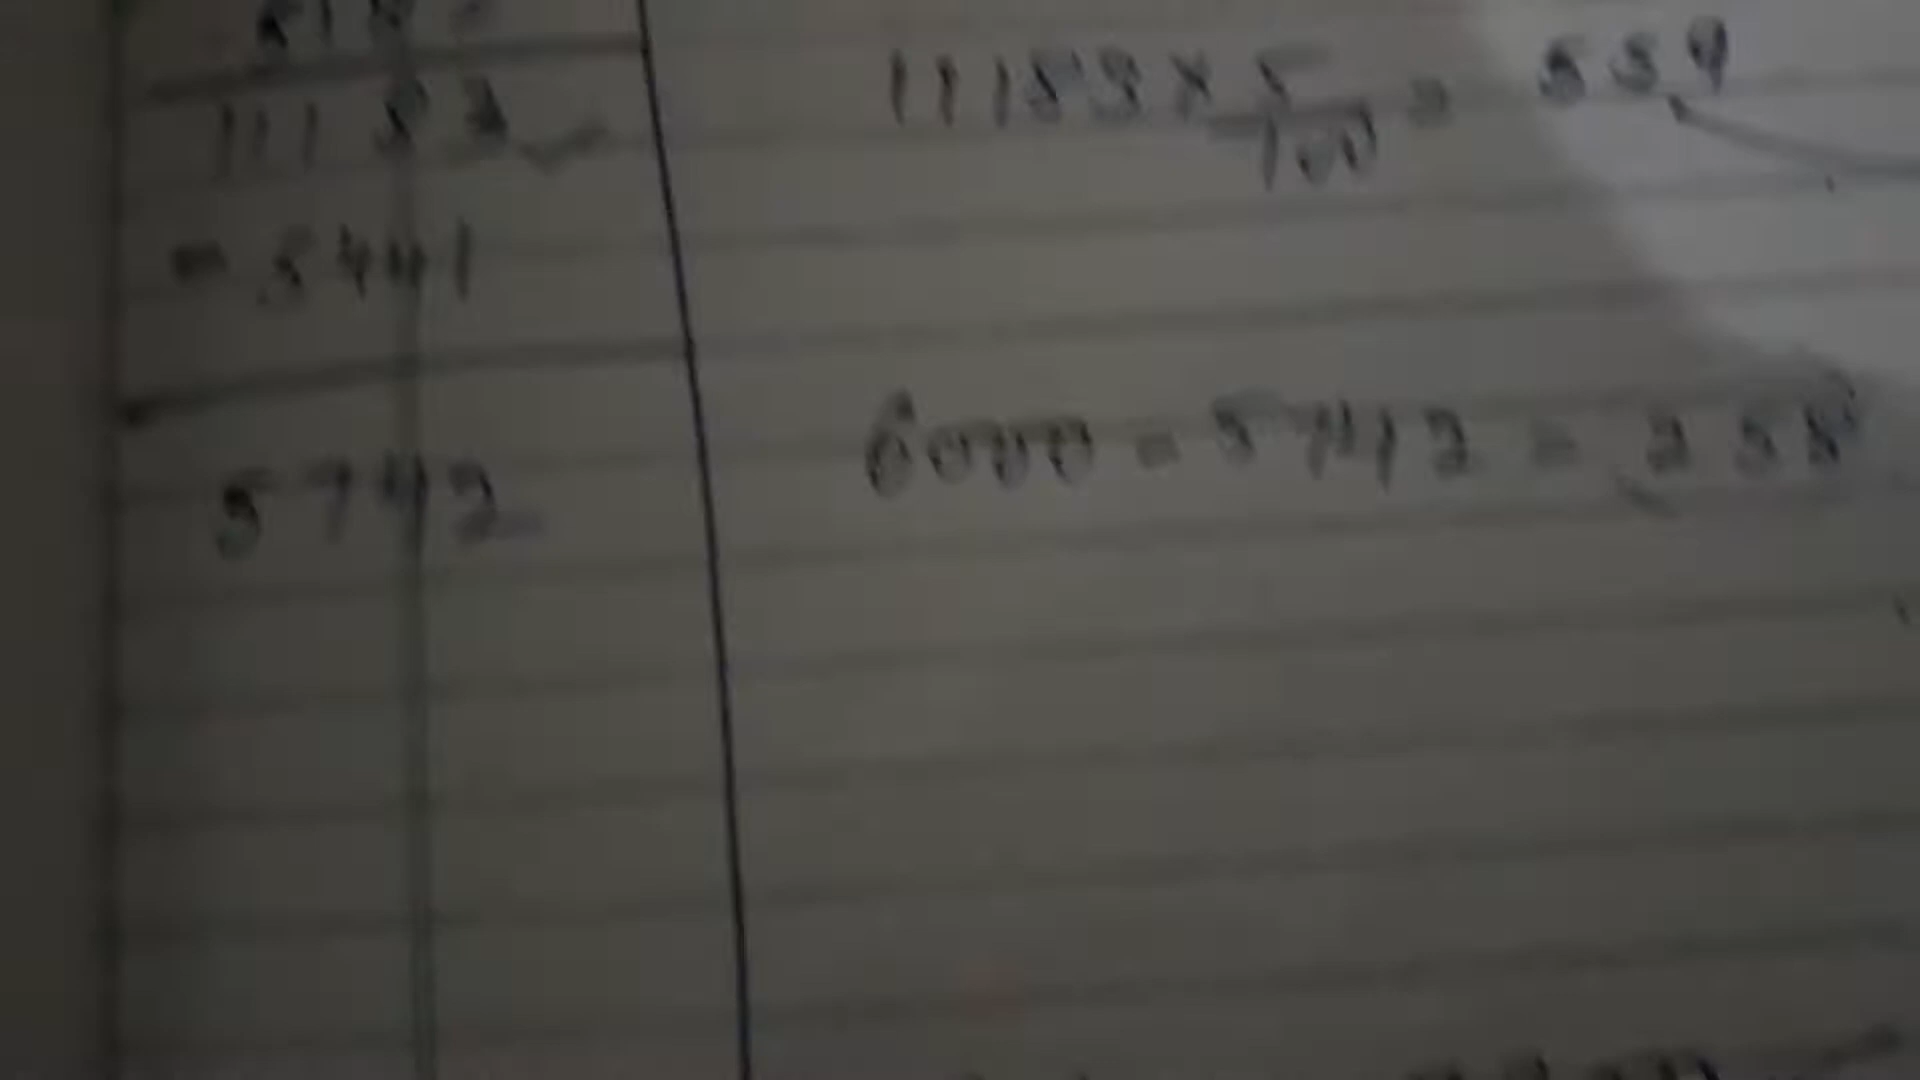 11183
- 5441
5742
11183 × 5/100 = 559
6000 - 5742 = 258